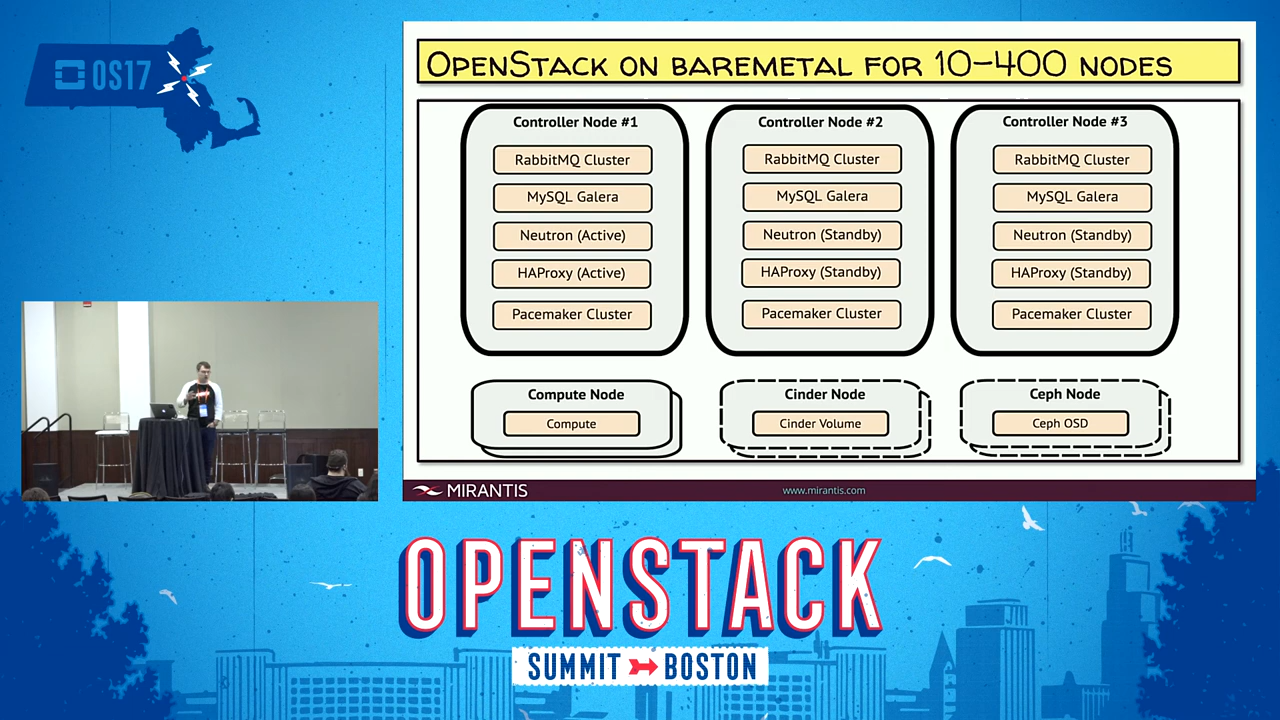 OS17
OpenStack on baremetal for 10-400 nodes
Controller Node #1
RabbitMQ Cluster
MySQL Galera
Neutron (Active)
HAProxy (Active)
Pacemaker Cluster
Controller Node #2
RabbitMQ Cluster
MySQL Galera
Neutron (Standby)
HAProxy (Standby)
Pacemaker Cluster
Controller Node #3
RabbitMQ Cluster
MySQL Galera
Neutron (Standby)
HAProxy (Standby)
Pacemaker Cluster
Compute Node
Compute
Cinder Node
Cinder Volume
Ceph Node
Ceph OSD
MIRANTIS
www.mirantis.com
OPENSTACK
SUMMIT BOSTON